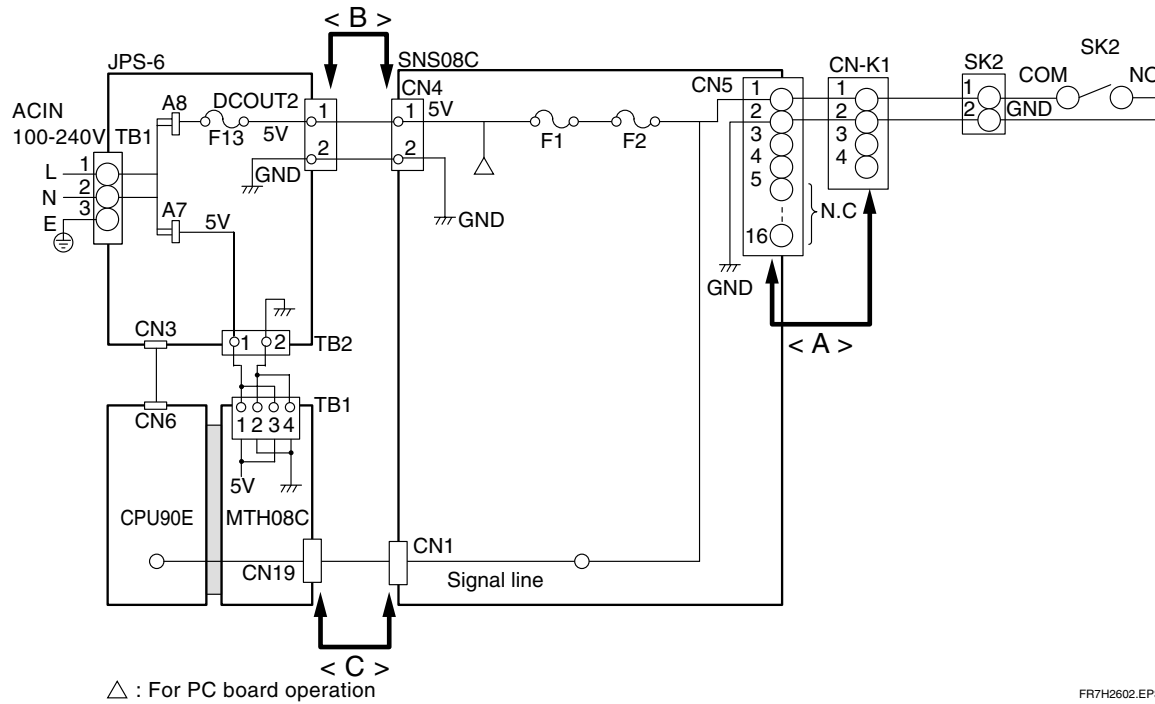 < B >
JPS-6
SNS08C
SK2
CN-K1
SK2
CN5
COM
NO
ACIN
100-240V
TB1
A8
DCOUT2
CN4
F13
5V
1
5V
1
F1
F2
1
1
1
GND
2
2
2
2
2
3
3
4
4
5
N.C
16
L
1
N
2
E
3
GND
GND
GND
A7
5V
< A >
CN3
1
2
TB2
CN6
TB1
1 2 3 4
5V
CPU90E
MTH08C
CN19
CN1
Signal line
< C >
△ : For PC board operation